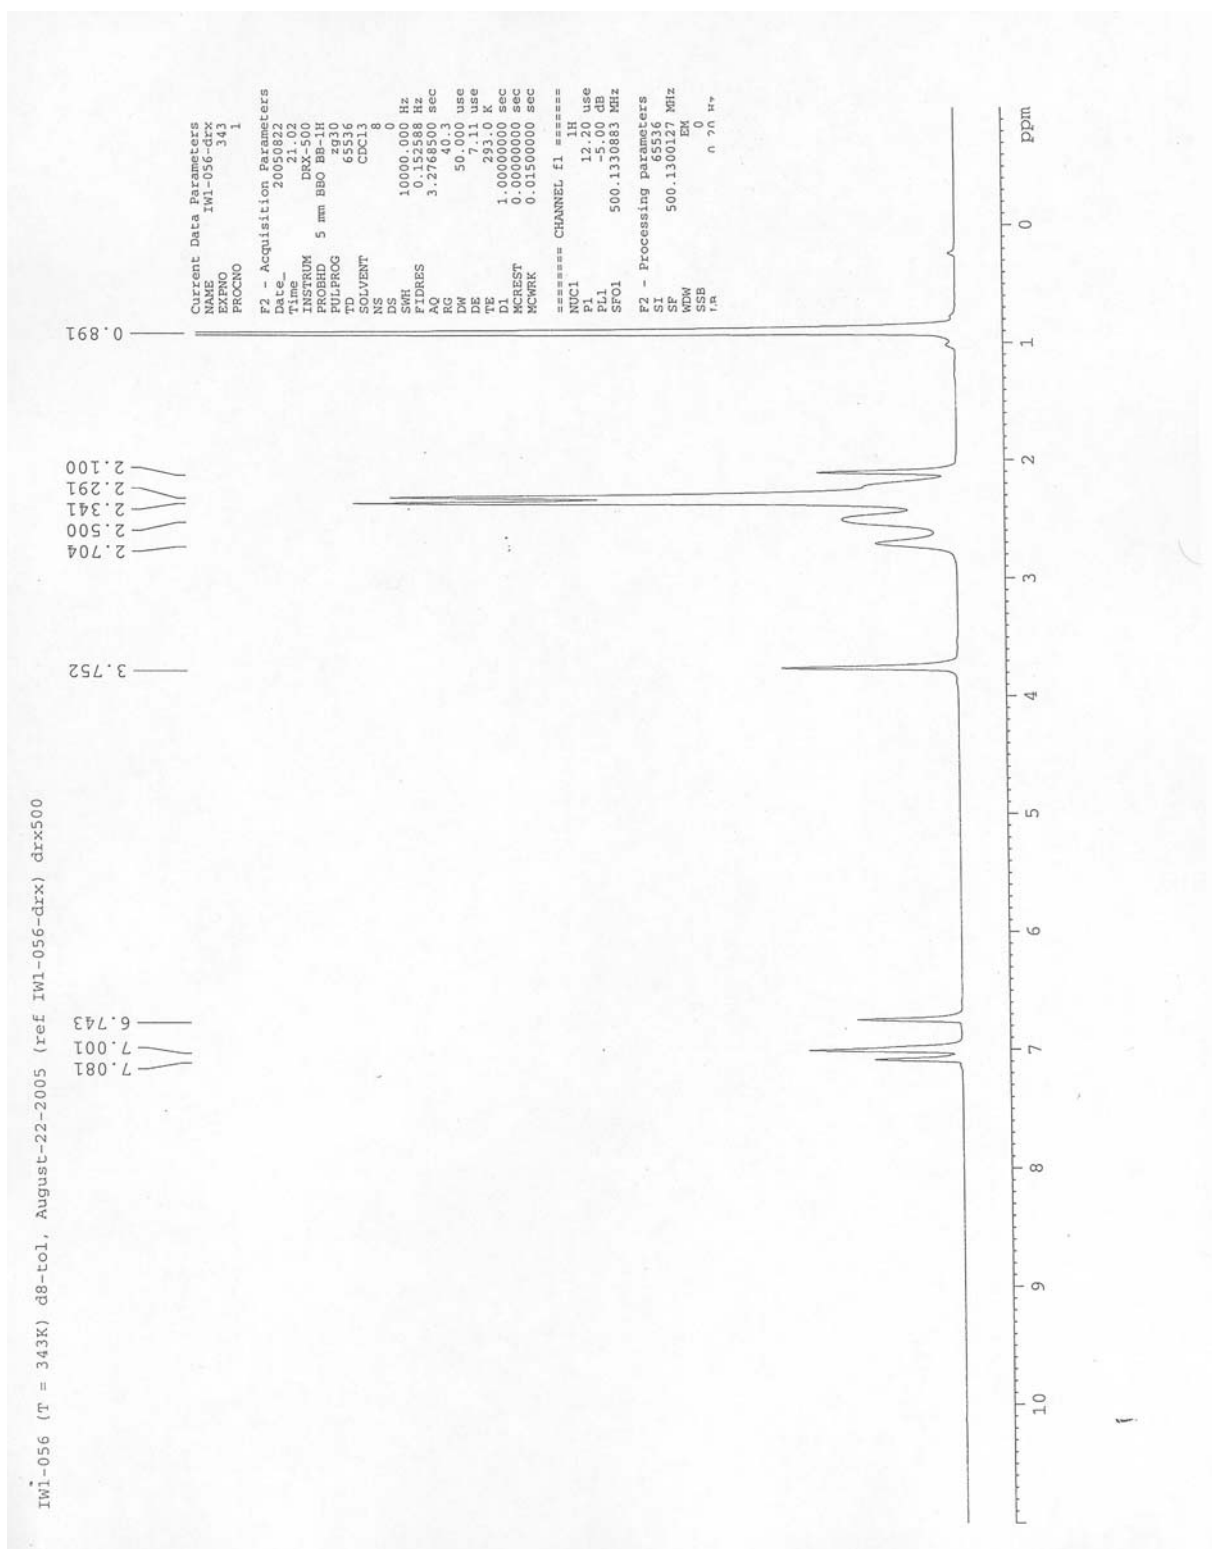 IW1-056 (T = 343K) d8-tol, August-22-2005 (ref IW1-056-drx) drx500
7.081
7.001
6.743
3.752
2.704
2.500
2.341
2.291
2.100
0.891
Current Data Parameters
NAME IW1-056-drx
EXPNO 343
PROCNO 1
F2 - Acquisition Parameters
Date_ 20050822
Time 21.02
INSTRUM DRX-500
PROBHD 5 mm BBO BB-1H
PULPROG zg30
TD 65536
SOLVENT CDCl3
NS 8
DS 0
SWH 10000.000 Hz
FIDRES 0.152588 Hz
AQ 3.2768500 sec
RG 40.3
DW 50.000 use
DE 7.11 use
TE 293.0 K
D1 1.00000000 sec
MCREST 0.00000000 sec
MCWRK 0.01500000 sec
======== CHANNEL f1 ========
NUC1 1H
P1 12.20 use
PL1 -5.00 dB
SFO1 500.1330883 MHz
F2 - Processing parameters
SI 65536
SF 500.1300127 MHz
WDW EM
SSB 0
10 9 8 7 6 5 4 3 2 1 0 ppm